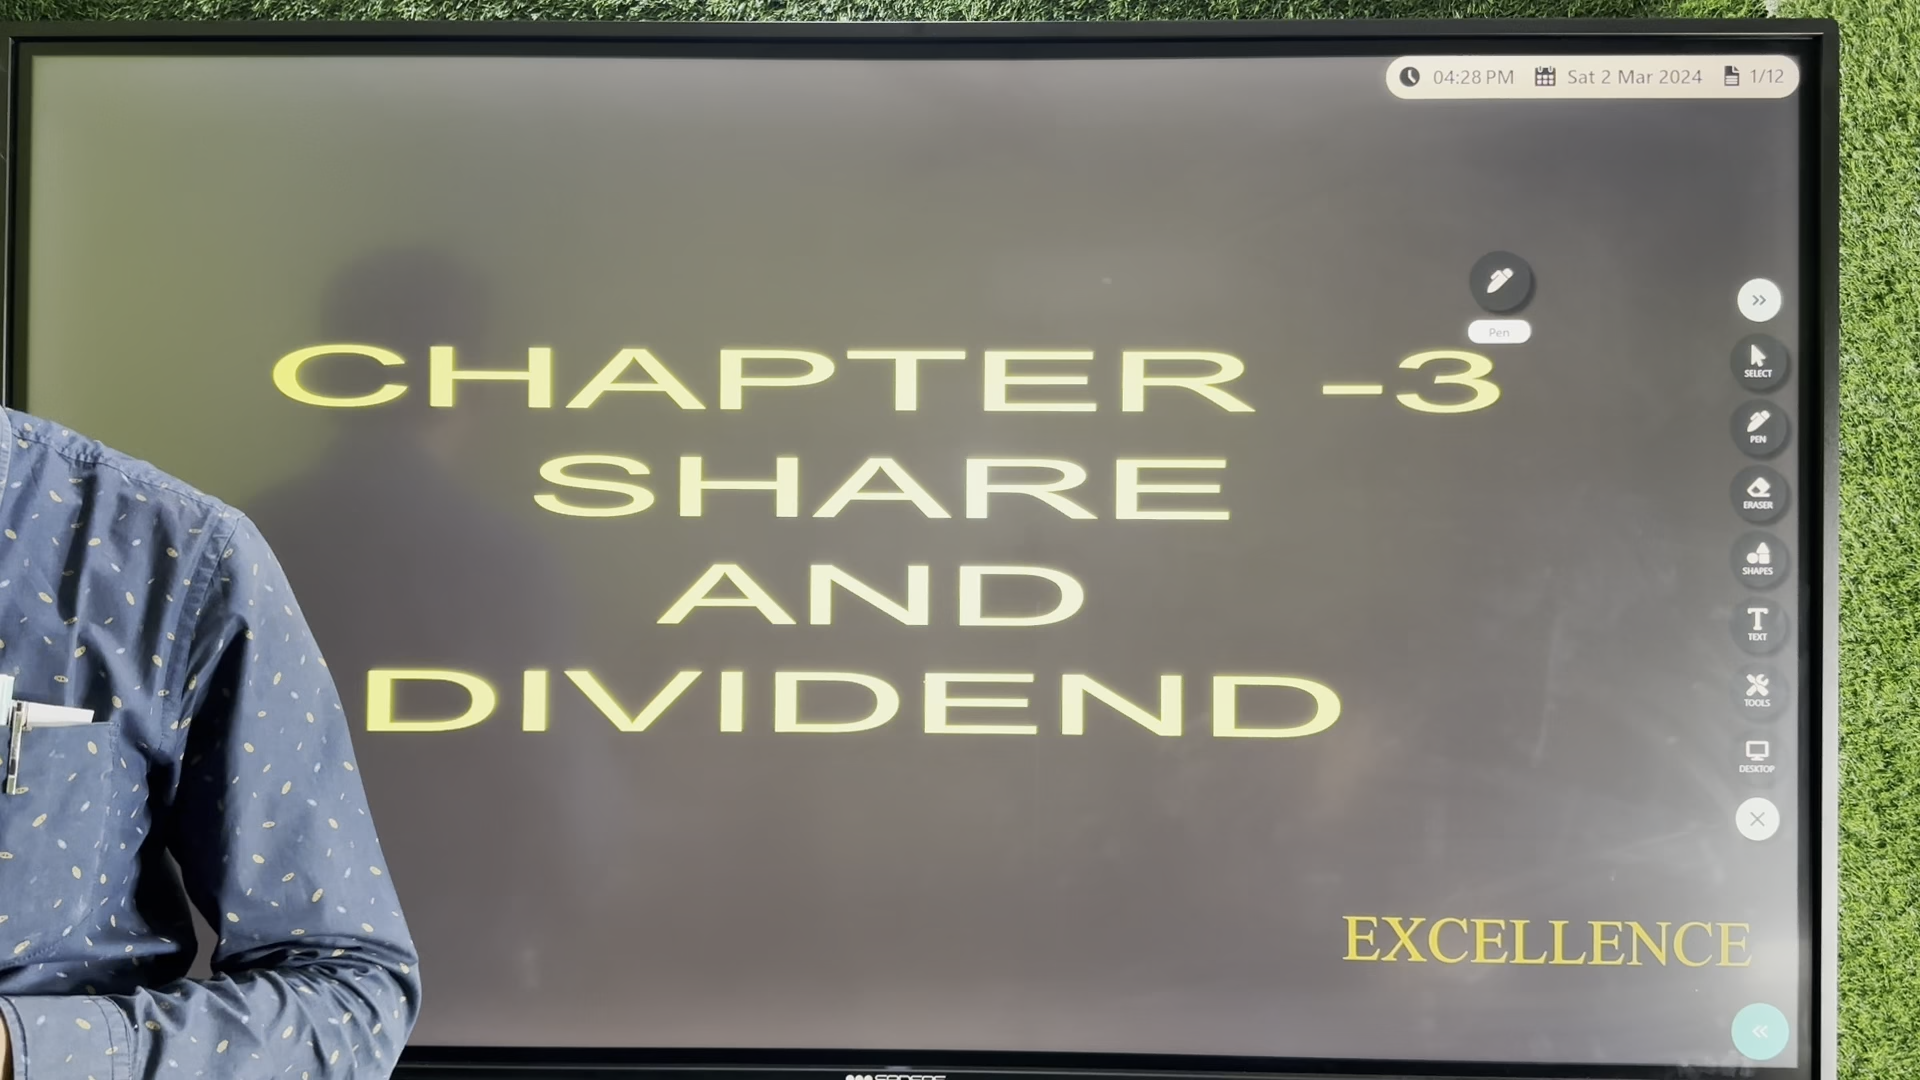 04:28 PM Sat 2 Mar 2024 1/12
Pen
CHAPTER -3
SHARE
AND
DIVIDEND
SELECT
PEN
ERASER
SHAPES
TEXT
TOOLS
DESKTOP
EXCELLENCE